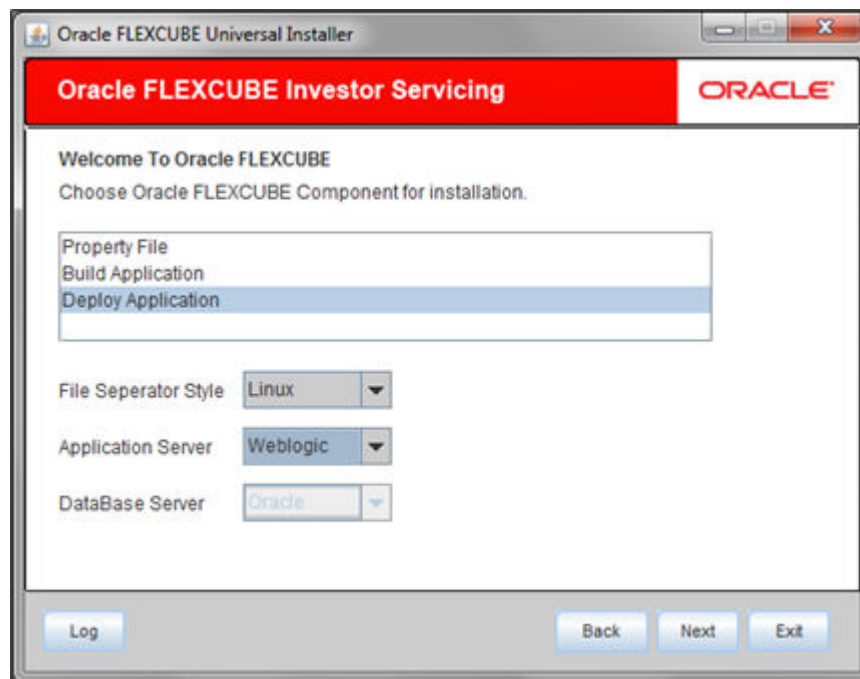 Oracle FLEXCUBE Universal Installer
Oracle FLEXCUBE Investor Servicing
ORACLE
Welcome To Oracle FLEXCUBE
Choose Oracle FLEXCUBE Component for installation.
Property File
Build Application
Deploy Application
File Seperator Style Linux
Application Server Weblogic
DataBase Server Oracle
Log Back Next Exit